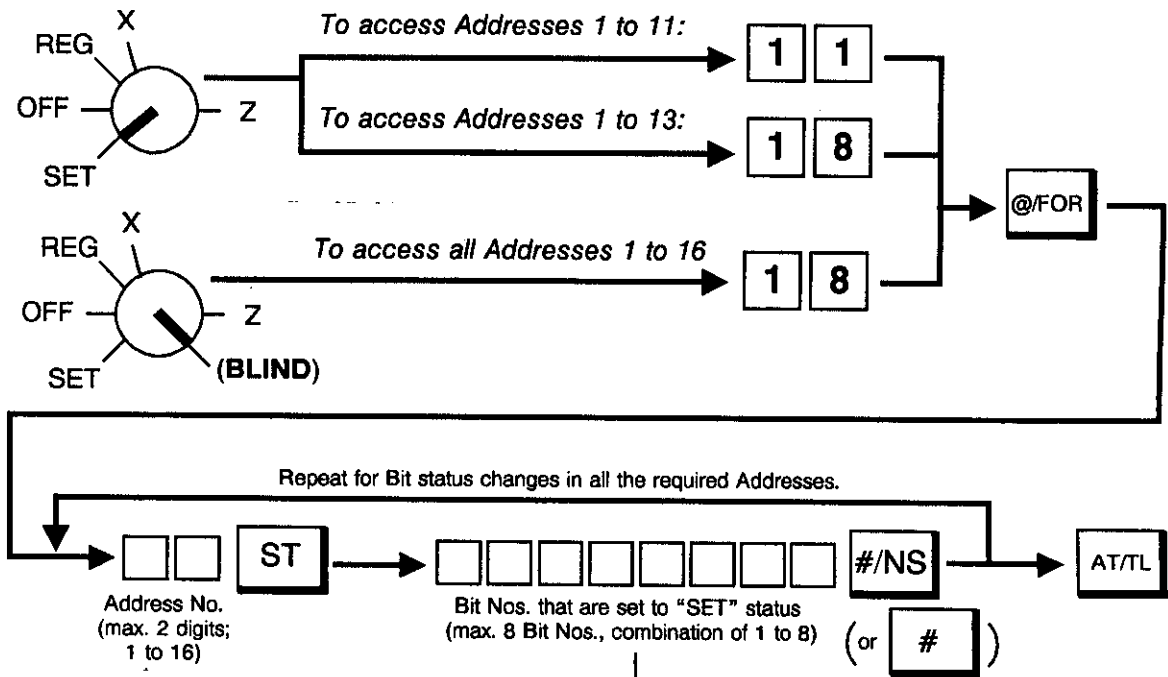 X
REG
OFF
Z
SET
To access Addresses 1 to 11:
1 1
To access Addresses 1 to 13:
1 8
@/FOR
X
REG
OFF
Z
SET
(BLIND)
To access all Addresses 1 to 16
1 8
Repeat for Bit status changes in all the required Addresses.
ST
#/NS
AT/TL
Address No.
(max. 2 digits;
1 to 16)
Bit Nos. that are set to “SET” status
(max. 8 Bit Nos., combination of 1 to 8)
(or # )